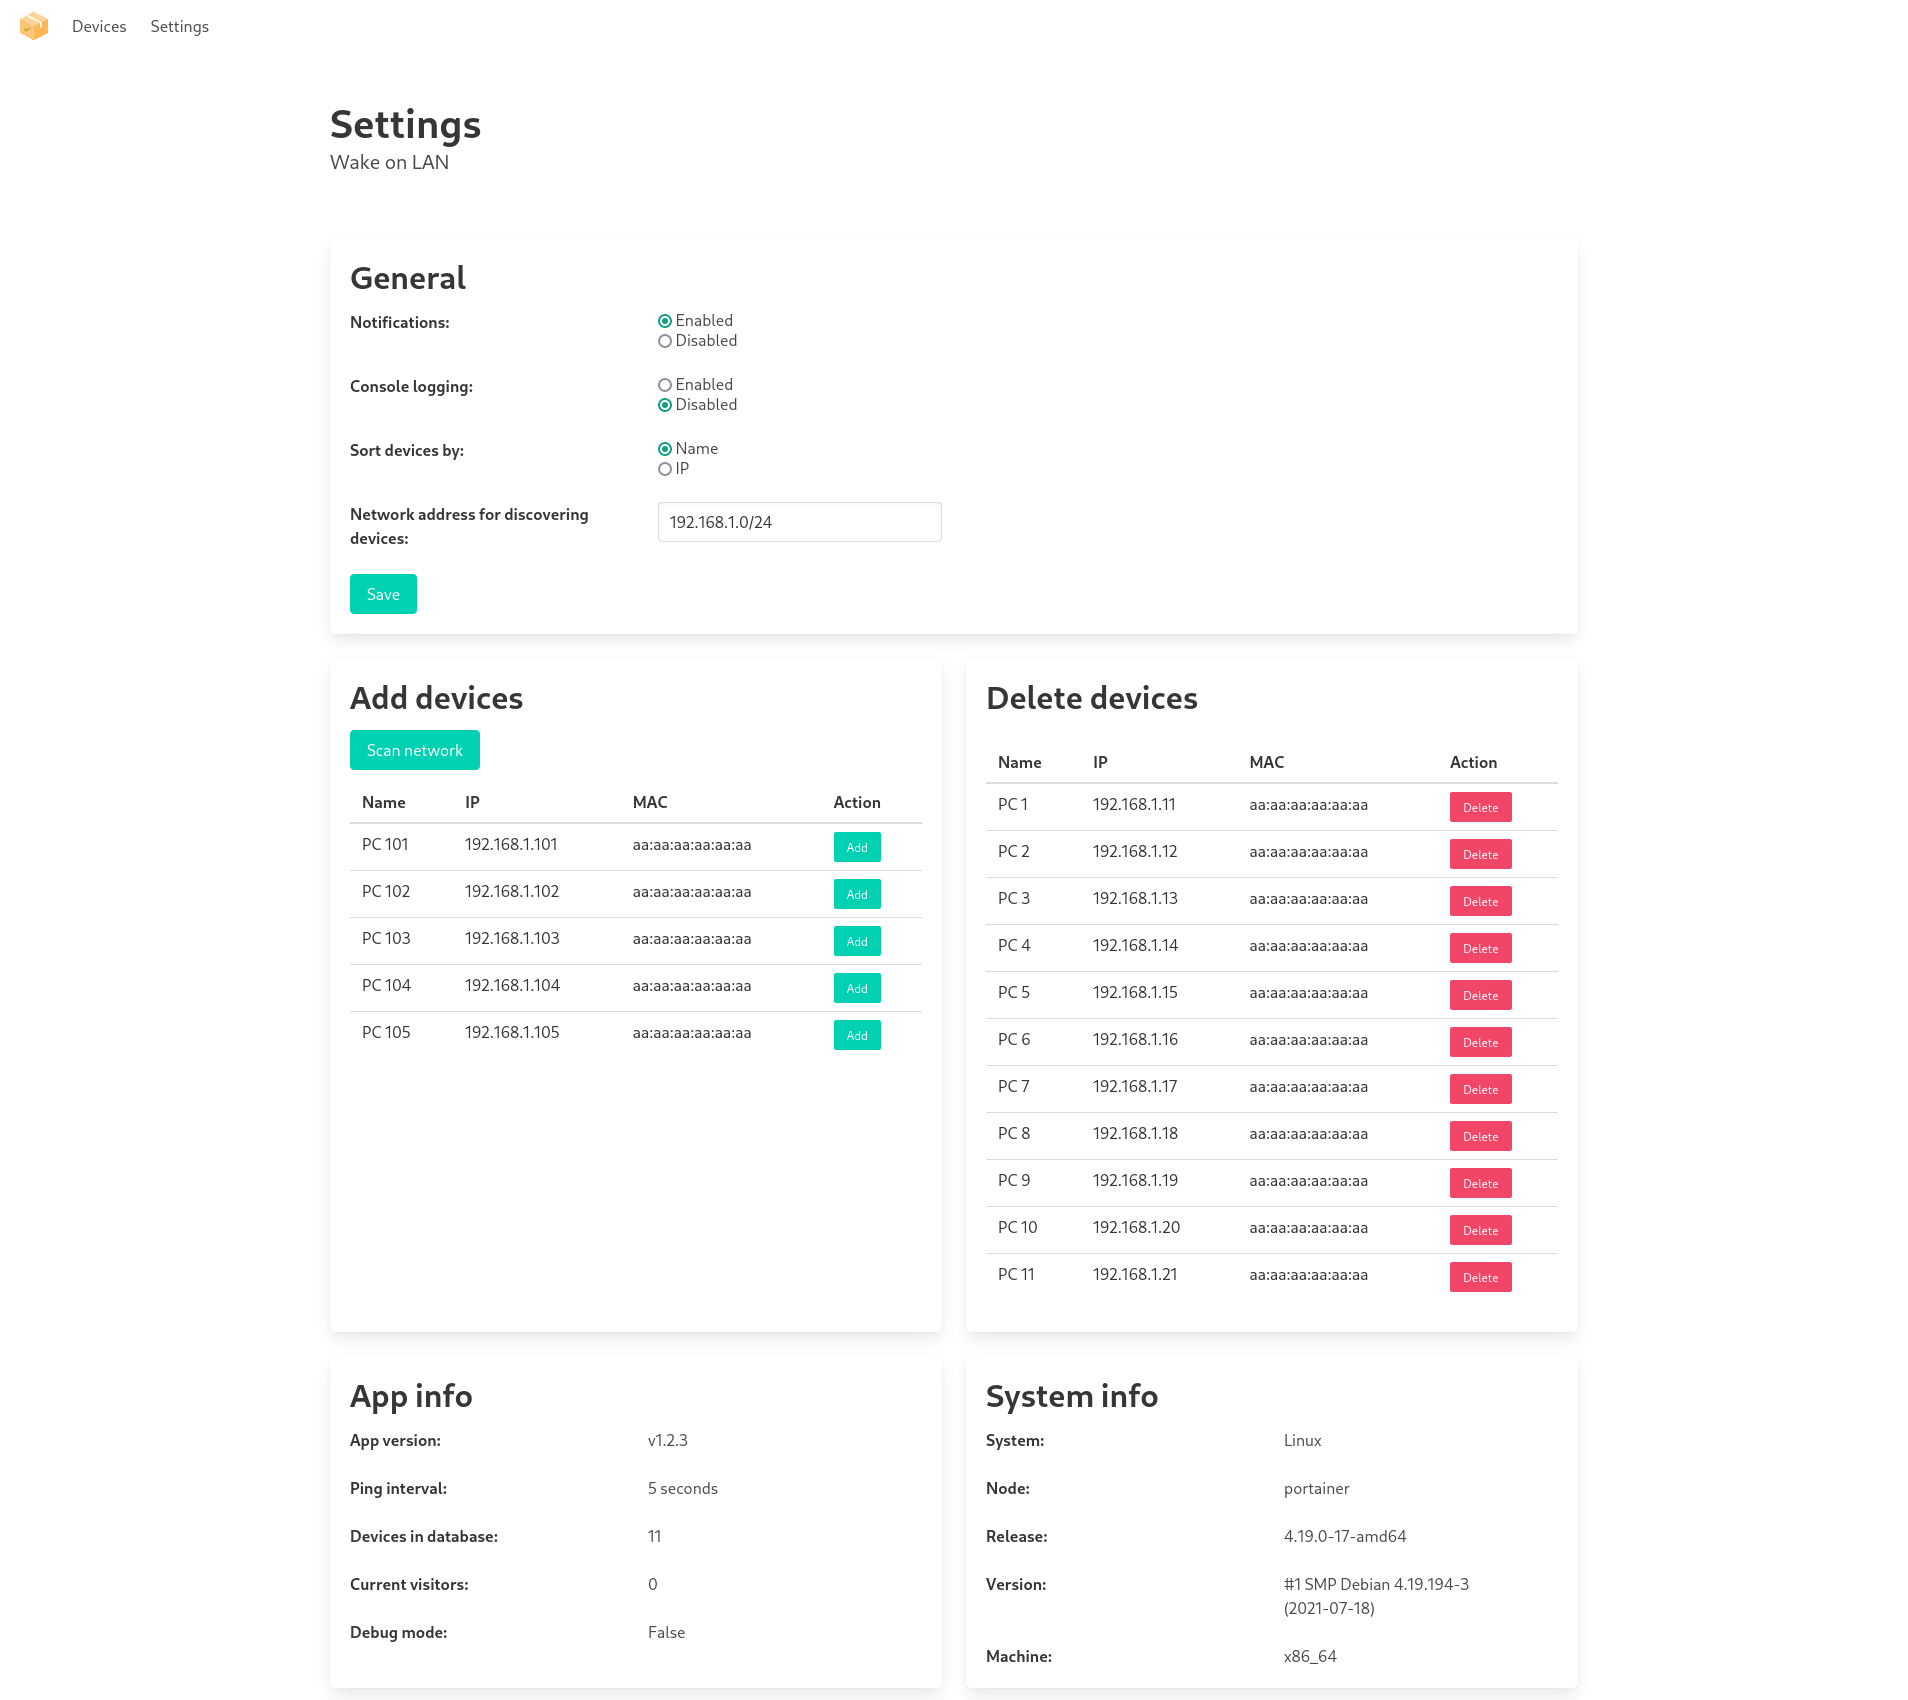 Devices Settings
Settings
Wake on LAN
General
Notifications:
Enabled
Disabled
Console logging:
Enabled
Disabled
Sort devices by:
Name
IP
Network address for discovering
devices:
192.168.1.0/24
Save
Add devices
Scan network
Name IP MAC Action
PC 101 192.168.1.101 aa:aa:aa:aa:aa:aa Add
PC 102 192.168.1.102 aa:aa:aa:aa:aa:aa Add
PC 103 192.168.1.103 aa:aa:aa:aa:aa:aa Add
PC 104 192.168.1.104 aa:aa:aa:aa:aa:aa Add
PC 105 192.168.1.105 aa:aa:aa:aa:aa:aa Add
Delete devices
Name IP MAC Action
PC 1 192.168.1.11 aa:aa:aa:aa:aa:aa Delete
PC 2 192.168.1.12 aa:aa:aa:aa:aa:aa Delete
PC 3 192.168.1.13 aa:aa:aa:aa:aa:aa Delete
PC 4 192.168.1.14 aa:aa:aa:aa:aa:aa Delete
PC 5 192.168.1.15 aa:aa:aa:aa:aa:aa Delete
PC 6 192.168.1.16 aa:aa:aa:aa:aa:aa Delete
PC 7 192.168.1.17 aa:aa:aa:aa:aa:aa Delete
PC 8 192.168.1.18 aa:aa:aa:aa:aa:aa Delete
PC 9 192.168.1.19 aa:aa:aa:aa:aa:aa Delete
PC 10 192.168.1.20 aa:aa:aa:aa:aa:aa Delete
PC 11 192.168.1.21 aa:aa:aa:aa:aa:aa Delete
App info
App version: v1.2.3
Ping interval: 5 seconds
Devices in database: 11
Current visitors: 0
Debug mode: False
System info
System: Linux
Node: portainer
Release: 4.19.0-17-amd64
Version: #1 SMP Debian 4.19.194-3
(2021-07-18)
Machine: x86_64